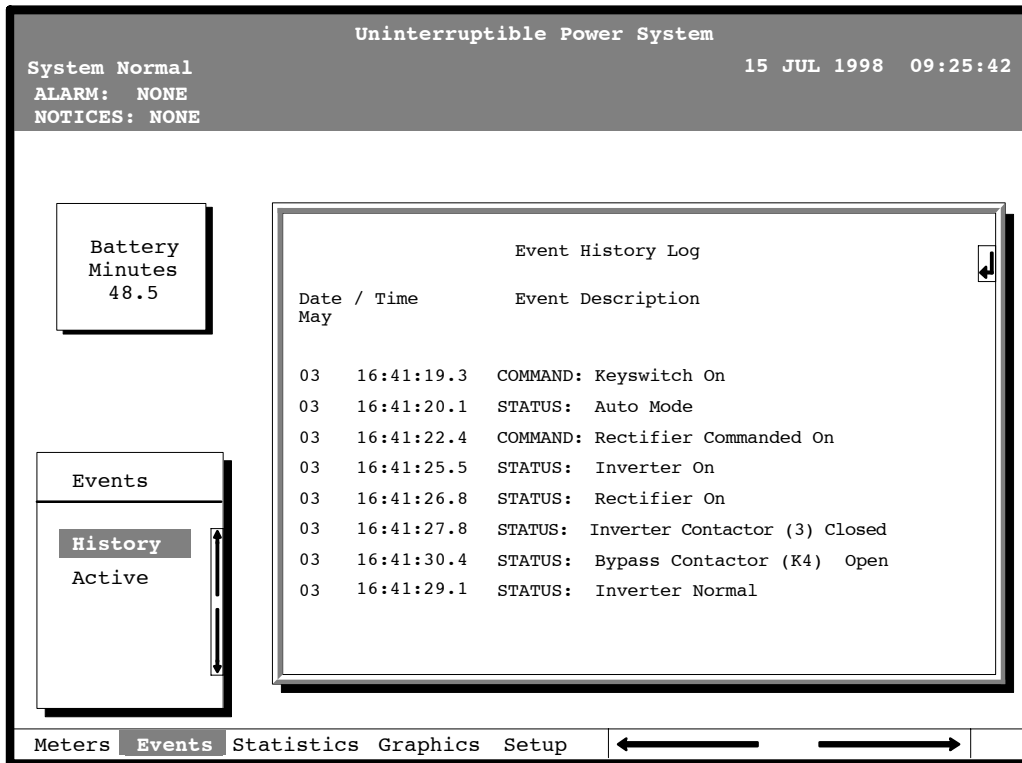 Uninterruptible Power System
System Normal 15 JUL 1998 09:25:42
ALARM: NONE
NOTICES: NONE
Battery
Minutes
48.5
Event History Log
Date / Time Event Description
May
03 16:41:19.3 COMMAND: Keyswitch On
03 16:41:20.1 STATUS: Auto Mode
03 16:41:22.4 COMMAND: Rectifier Commanded On
03 16:41:25.5 STATUS: Inverter On
03 16:41:26.8 STATUS: Rectifier On
03 16:41:27.8 STATUS: Inverter Contactor (3) Closed
03 16:41:30.4 STATUS: Bypass Contactor (K4) Open
03 16:41:29.1 STATUS: Inverter Normal
Events
History
Active
Meters Events Statistics Graphics Setup